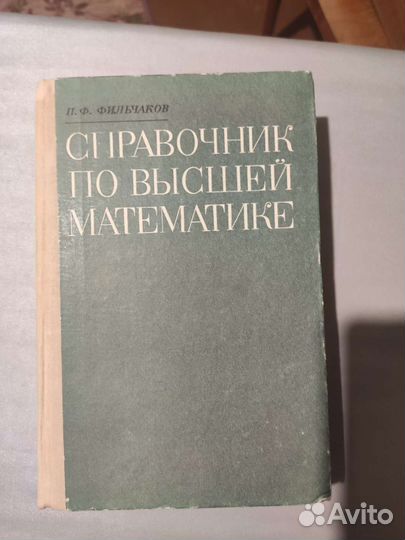 П. Ф. ФИЛЬЧАКОВ
СПРАВОЧНИК
ПО ВЫСШЕЙ
МАТЕМАТИКЕ
Avito